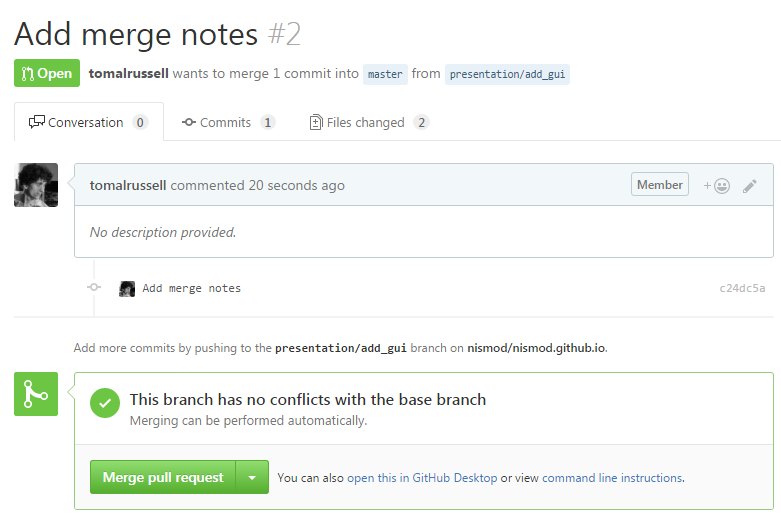 Add merge notes #2
Open tomalrussell wants to merge 1 commit into master from presentation/add_gui
Conversation 0 Commits 1 Files changed 2
tomalrussell commented 20 seconds ago Member +
No description provided.
Add merge notes c24dc5a
Add more commits by pushing to the presentation/add_gui branch on nismod/nismod.github.io.
This branch has no conflicts with the base branch
Merging can be performed automatically.
Merge pull request You can also open this in GitHub Desktop or view command line instructions.